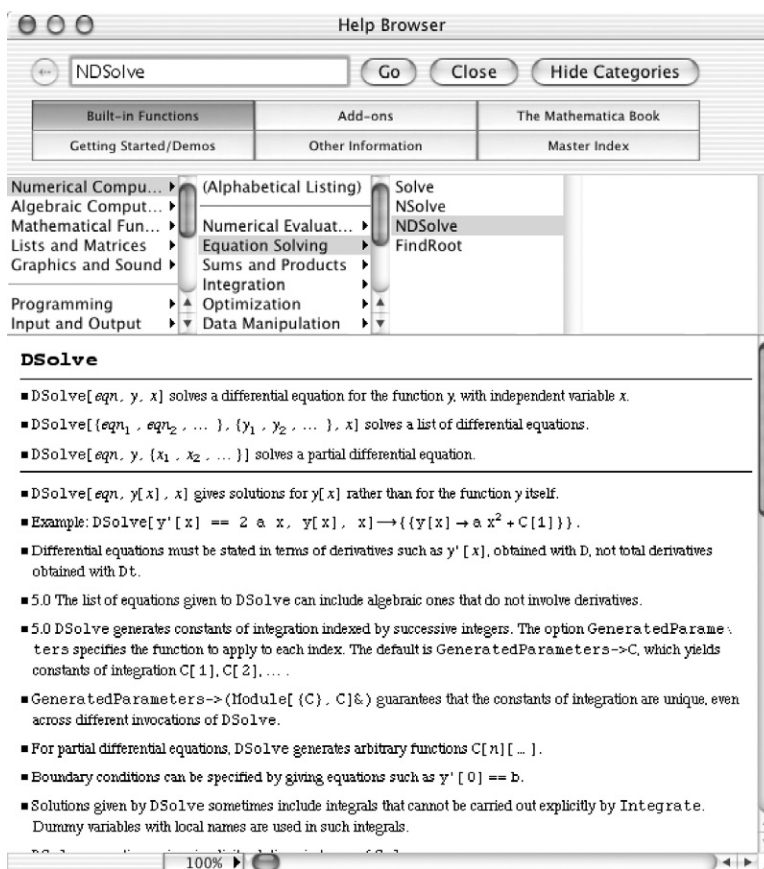 Help Browser
NDSolve
Go
Close
Hide Categories
Built-in Functions
Add-ons
The Mathematica Book
Getting Started/Demos
Other Information
Master Index
Numerical Compu...
Algebraic Comput...
Mathematical Fun...
Lists and Matrices
Graphics and Sound
Programming
Input and Output
(Alphabetical Listing)
Numerical Evaluat...
Equation Solving
Sums and Products
Integration
Optimization
Data Manipulation
Solve
NSolve
NDSolve
FindRoot
DSolve
■ DSolve[eqn, y, x] solves a differential equation for the function y, with independent variable x.
■ DSolve[{eqn₁, eqn₂, ... }, {y₁, y₂, ... }, x] solves a list of differential equations.
■ DSolve[eqn, y, {x₁, x₂, ... }] solves a partial differential equation.
■ DSolve[eqn, y[x], x] gives solutions for y[x] rather than for the function y itself.
■ Example: DSolve[y'[x] == 2 a x, y[x], x] ⟶ {{y[x] → a x² + C[1]}}.
■ Differential equations must be stated in terms of derivatives such as y'[x], obtained with D, not total derivatives
obtained with Dt.
■ 5.0 The list of equations given to DSolve can include algebraic ones that do not involve derivatives.
■ 5.0 DSolve generates constants of integration indexed by successive integers. The option GeneratedParame\
ters specifies the function to apply to each index. The default is GeneratedParameters->C, which yields
constants of integration C[1], C[2], ... .
■ GeneratedParameters->(Module[{C}, C]&) guarantees that the constants of integration are unique, even
across different invocations of DSolve.
■ For partial differential equations, DSolve generates arbitrary functions C[n][ ... ].
■ Boundary conditions can be specified by giving equations such as y'[0] == b.
■ Solutions given by DSolve sometimes include integrals that cannot be carried out explicitly by Integrate.
Dummy variables with local names are used in such integrals.
100%